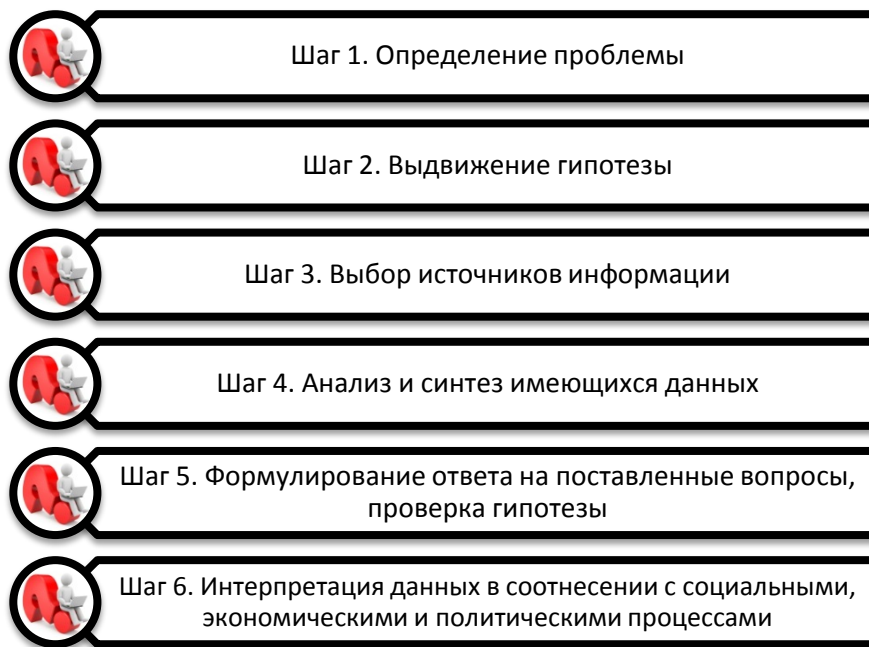 Шаг 1. Определение проблемы
Шаг 2. Выдвижение гипотезы
Шаг 3. Выбор источников информации
Шаг 4. Анализ и синтез имеющихся данных
Шаг 5. Формулирование ответа на поставленные вопросы,
проверка гипотезы
Шаг 6. Интерпретация данных в соотнесении с социальными,
экономическими и политическими процессами